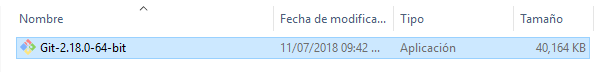 Nombre Fecha de modifica... Tipo Tamaño
Git-2.18.0-64-bit 11/07/2018 09:42 ... Aplicación 40,164 KB